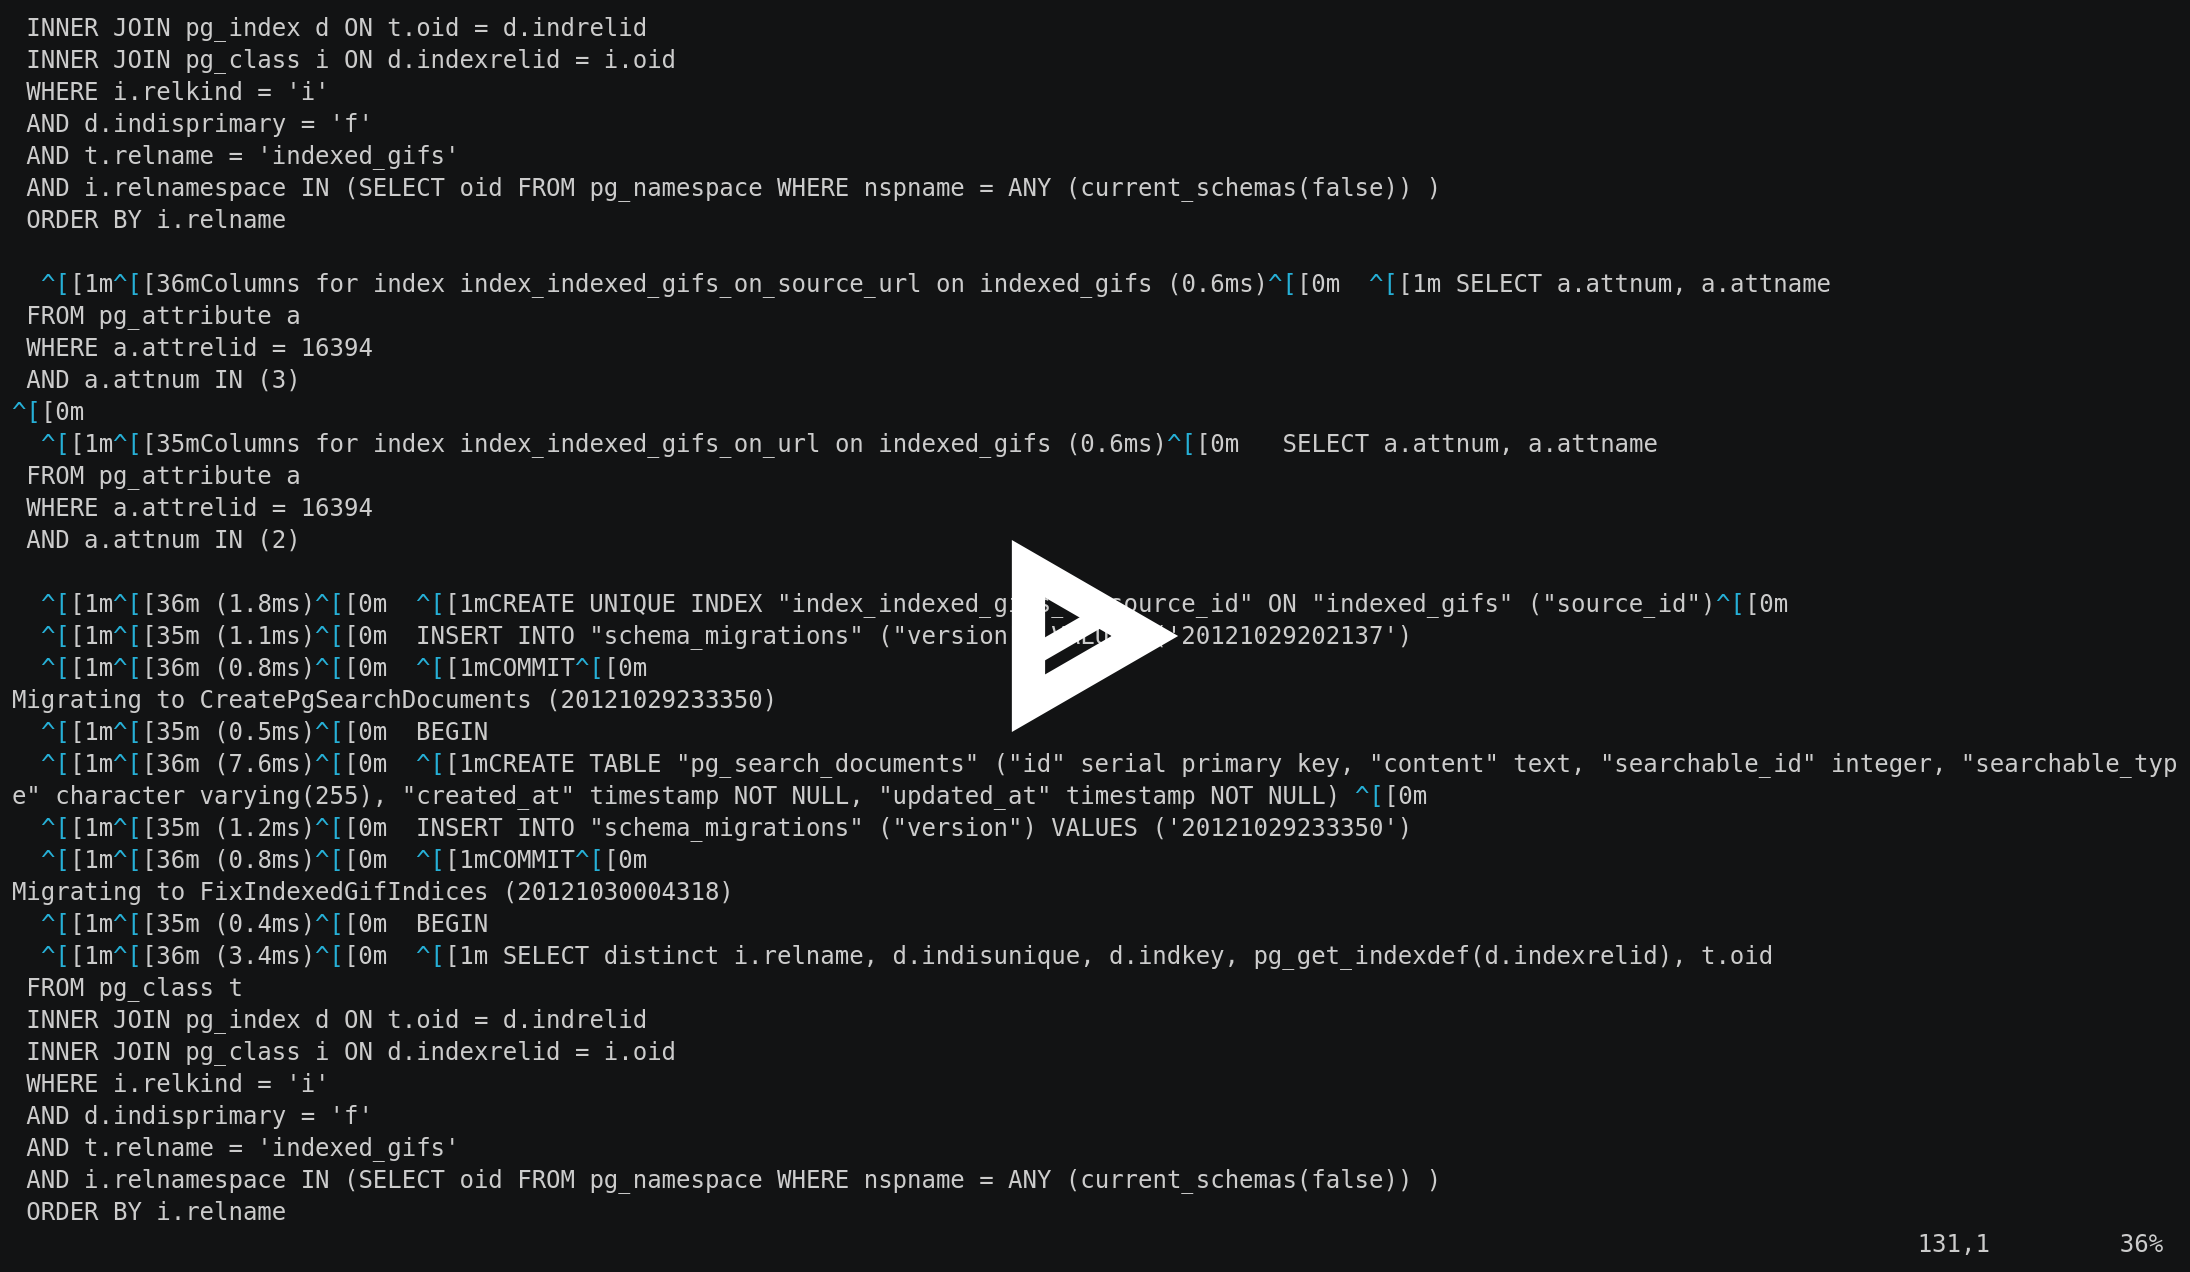 INNER JOIN pg_index d ON t.oid = d.indrelid
INNER JOIN pg_class i ON d.indexrelid = i.oid
WHERE i.relkind = 'i'
AND d.indisprimary = 'f'
AND t.relname = 'indexed_gifs'
AND i.relnamespace IN (SELECT oid FROM pg_namespace WHERE nspname = ANY (current_schemas(false)) )
ORDER BY i.relname
^[[1m^[[36mColumns for index index_indexed_gifs_on_source_url on indexed_gifs (0.6ms)^[[0m  ^[[1m SELECT a.attnum, a.attname
FROM pg_attribute a
WHERE a.attrelid = 16394
AND a.attnum IN (3)
^[[0m
^[[1m^[[35mColumns for index index_indexed_gifs_on_url on indexed_gifs (0.6ms)^[[0m   SELECT a.attnum, a.attname
FROM pg_attribute a
WHERE a.attrelid = 16394
AND a.attnum IN (2)
^[[1m^[[36m (1.8ms)^[[0m  ^[[1mCREATE UNIQUE INDEX ON "indexed_gifs" ("source_id")^[[0m
^[[1m^[[35m (1.1ms)^[[0m  INSERT INTO "schema_migrations" ("version '20121029202137')
^[[1m^[[36m (0.8ms)^[[0m  ^[[1mCOMMIT^[[0m
Migrating to CreatePgSearchDocuments (20121029233350)
^[[1m^[[35m (0.5ms)^[[0m  BEGIN
^[[1m^[[36m (7.6ms)^[[0m  ^[[1mCREATE TABLE "pg_search_documents" ("id" serial primary key, "content" text, "searchable_id" integer, "searchable_typ
e" character varying(255), "created_at" timestamp NOT NULL, "updated_at" timestamp NOT NULL) ^[[0m
^[[1m^[[35m (1.2ms)^[[0m  INSERT INTO "schema_migrations" ("version") VALUES ('20121029233350')
^[[1m^[[36m (0.8ms)^[[0m  ^[[1mCOMMIT^[[0m
Migrating to FixIndexedGifIndices (20121030004318)
^[[1m^[[35m (0.4ms)^[[0m  BEGIN
^[[1m^[[36m (3.4ms)^[[0m  ^[[1m SELECT distinct i.relname, d.indisunique, d.indkey, pg_get_indexdef(d.indexrelid), t.oid
FROM pg_class t
INNER JOIN pg_index d ON t.oid = d.indrelid
INNER JOIN pg_class i ON d.indexrelid = i.oid
WHERE i.relkind = 'i'
AND d.indisprimary = 'f'
AND t.relname = 'indexed_gifs'
AND i.relnamespace IN (SELECT oid FROM pg_namespace WHERE nspname = ANY (current_schemas(false)) )
ORDER BY i.relname
131,1 36%